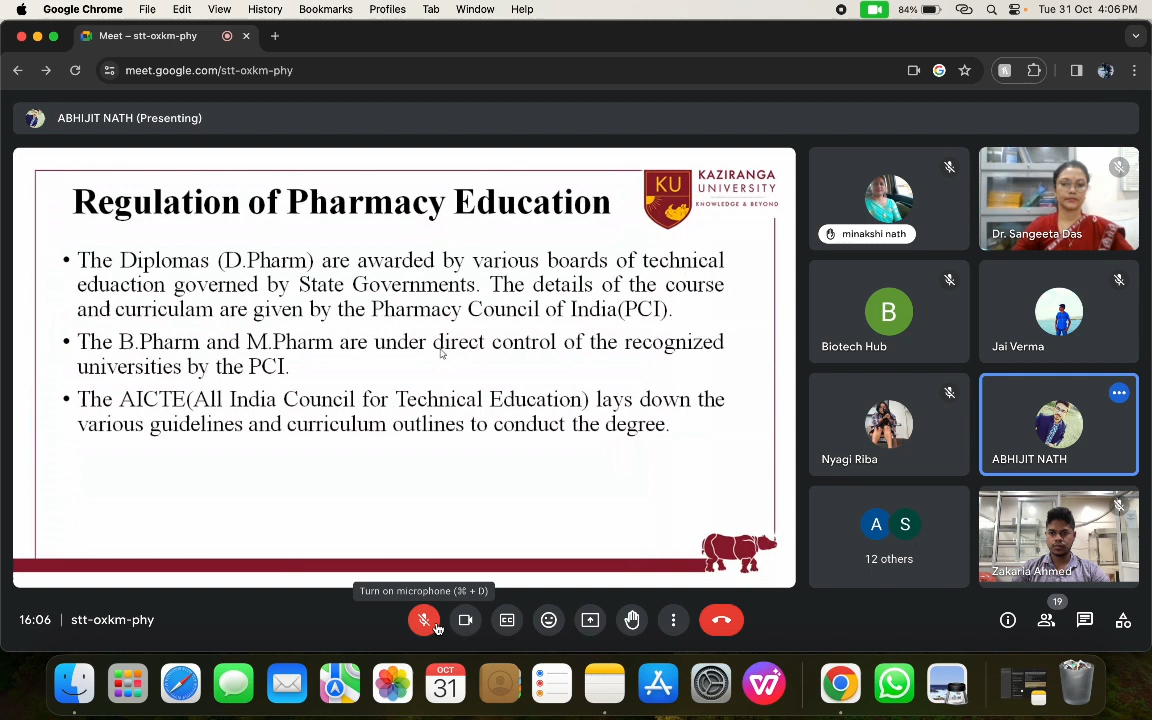 Google Chrome File Edit View History Bookmarks Profiles Tab Window Help 84% Tue 31 Oct 4:06 PM
Meet – stt-oxkm-phy
meet.google.com/stt-oxkm-phy
ABHIJIT NATH (Presenting)
Regulation of Pharmacy Education
KU
KAZIRANGA
UNIVERSITY
KNOWLEDGE & BEYOND
• The Diplomas (D.Pharm) are awarded by various boards of technical
eduaction governed by State Governments. The details of the course
and curriculam are given by the Pharmacy Council of India(PCI).
• The B.Pharm and M.Pharm are under direct control of the recognized
universities by the PCI.
• The AICTE(All India Council for Technical Education) lays down the
various guidelines and curriculum outlines to conduct the degree.
minakshi nath
Dr. Sangeeta Das
B
Biotech Hub
Jai Verma
Nyagi Riba
ABHIJIT NATH
A S
12 others
Zakaria Ahmed
Turn on microphone (⌘ + D)
16:06 | stt-oxkm-phy
19
OCT
31